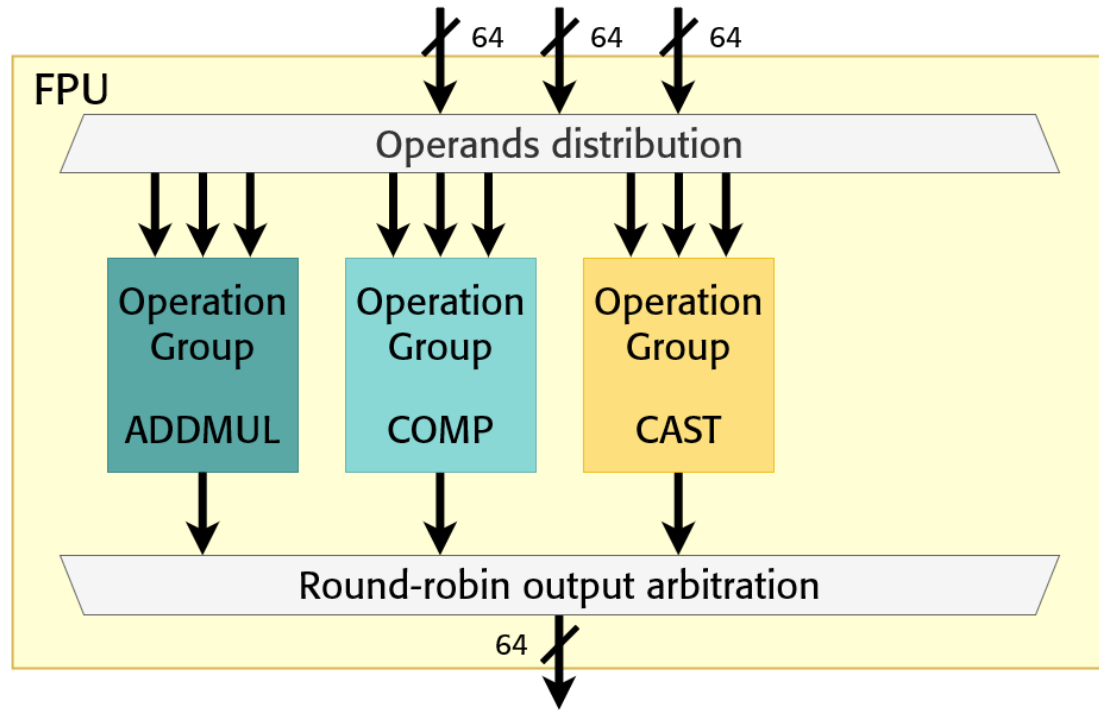 64 64 64
FPU
Operands distribution
Operation
Group
ADDMUL
Operation
Group
COMP
Operation
Group
CAST
Round-robin output arbitration
64